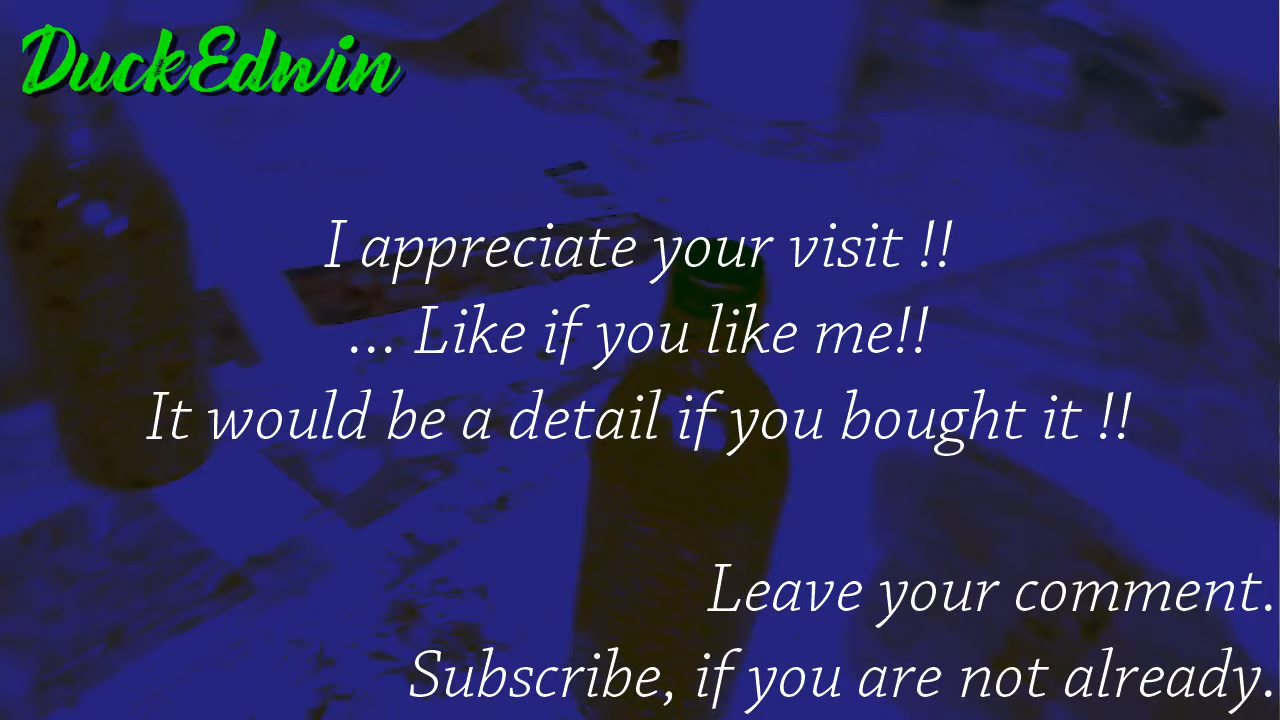 DuckEdwin
I appreciate your visit !!
... Like if you like me!!
It would be a detail if you bought it !!
Leave your comment.
Subscribe, if you are not already.